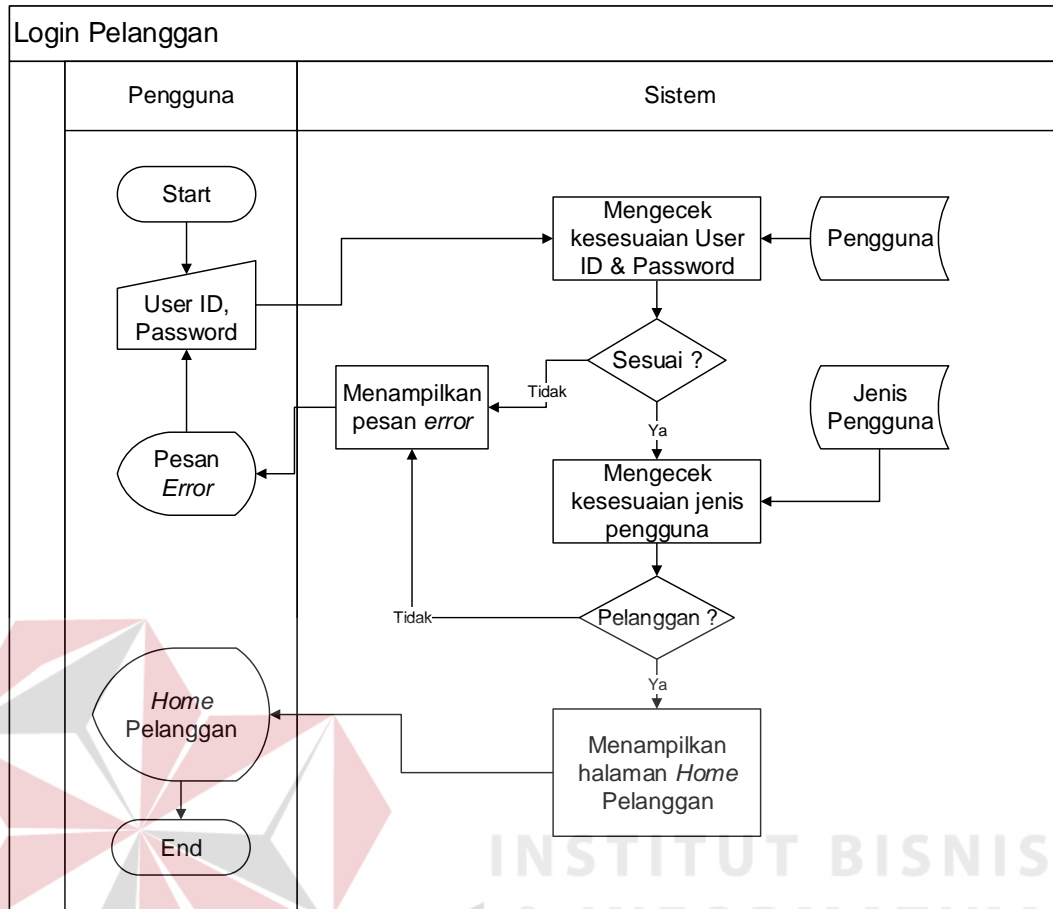 Login Pelanggan
Pengguna
Sistem
Start
User ID,
Password
Mengecek
kesesuaian User
ID & Password
Pengguna
Sesuai ?
Tidak
Ya
Menampilkan
pesan error
Jenis
Pengguna
Pesan
Error
Mengecek
kesesuaian jenis
pengguna
Pelanggan ?
Tidak
Ya
Home
Pelanggan
Menampilkan
halaman Home
Pelanggan
End
INSTITUT BISNIS